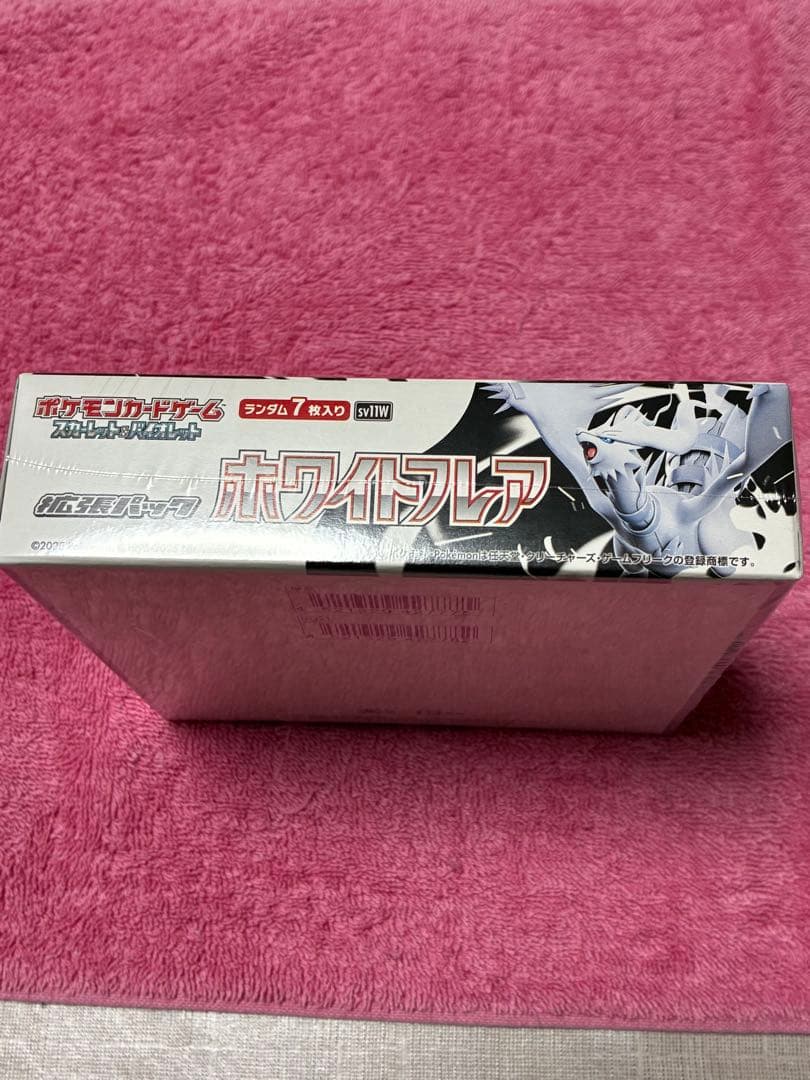 ポケモンカードゲーム
スカーレット&バイオレット
ランダム7枚入り
sv11W
拡張パック
ホワイトフレア
Pokémonは任天堂・クリーチャーズ・ゲームフリークの登録商標です。